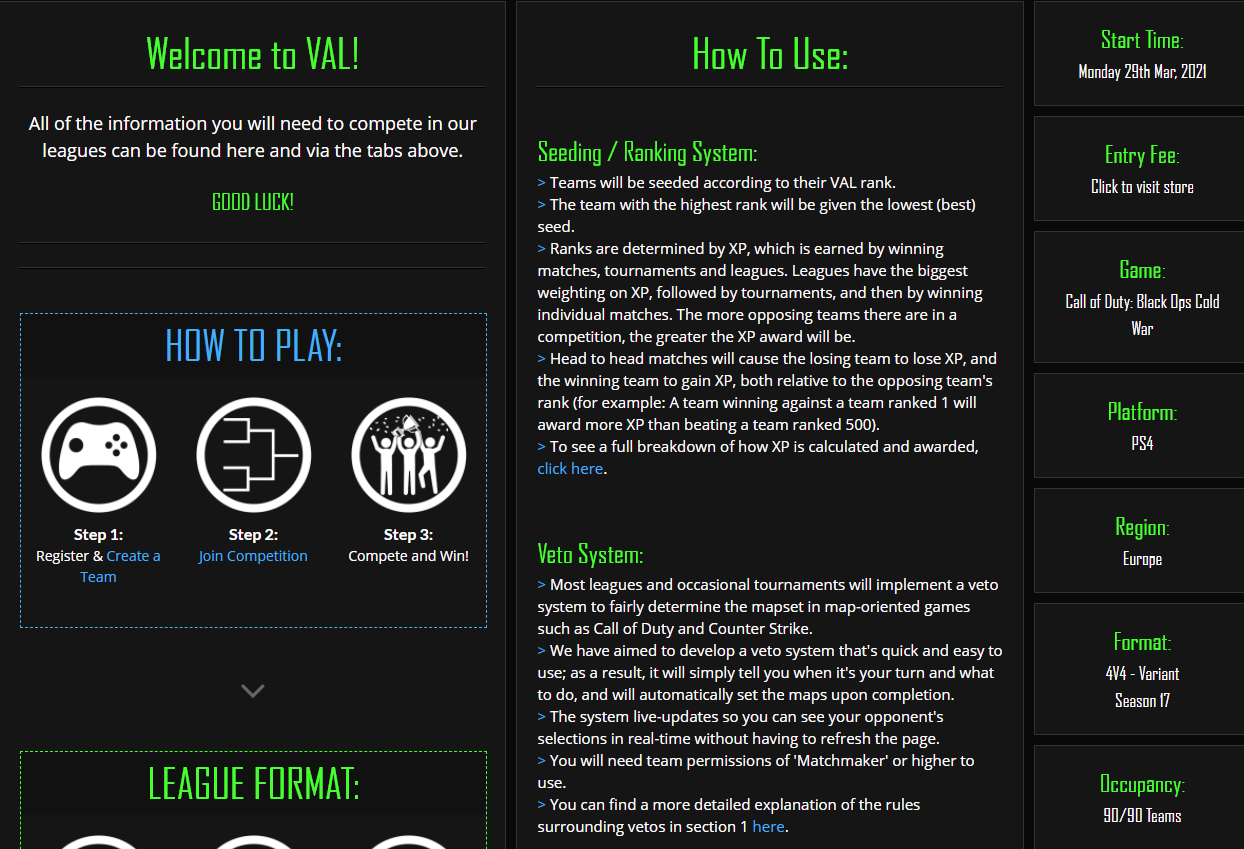 Welcome to VAL!
All of the information you will need to compete in our
leagues can be found here and via the tabs above.
GOOD LUCK!
HOW TO PLAY:
Step 1:
Register & Create a
Team
Step 2:
Join Competition
Step 3:
Compete and Win!
LEAGUE FORMAT:
How To Use:
Seeding / Ranking System:
> Teams will be seeded according to their VAL rank.
> The team with the highest rank will be given the lowest (best)
seed.
> Ranks are determined by XP, which is earned by winning
matches, tournaments and leagues. Leagues have the biggest
weighting on XP, followed by tournaments, and then by winning
individual matches. The more opposing teams there are in a
competition, the greater the XP award will be.
> Head to head matches will cause the losing team to lose XP, and
the winning team to gain XP, both relative to the opposing team's
rank (for example: A team winning against a team ranked 1 will
award more XP than beating a team ranked 500).
> To see a full breakdown of how XP is calculated and awarded,
click here.
Veto System:
> Most leagues and occasional tournaments will implement a veto
system to fairly determine the mapset in map-oriented games
such as Call of Duty and Counter Strike.
> We have aimed to develop a veto system that's quick and easy to
use; as a result, it will simply tell you when it's your turn and what
to do, and will automatically set the maps upon completion.
> The system live-updates so you can see your opponent's
selections in real-time without having to refresh the page.
> You will need team permissions of 'Matchmaker' or higher to
use.
> You can find a more detailed explanation of the rules
surrounding vetos in section 1 here.
Start Time:
Monday 29th Mar, 2021
Entry Fee:
Click to visit store
Game:
Call of Duty: Black Ops Cold
War
Platform:
PS4
Region:
Europe
Format:
4V4 - Variant
Season 17
Occupancy:
90/90 Teams